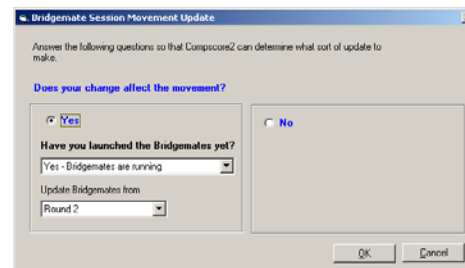 Bridgemate Session Movement Update
Answer the following questions so that Compscore2 can determine what sort of update to
make.
Does your change affect the movement?
Yes
No
Have you launched the Bridgemates yet?
Yes - Bridgemates are running
Update Bridgemates from
Round 2
OK
Cancel